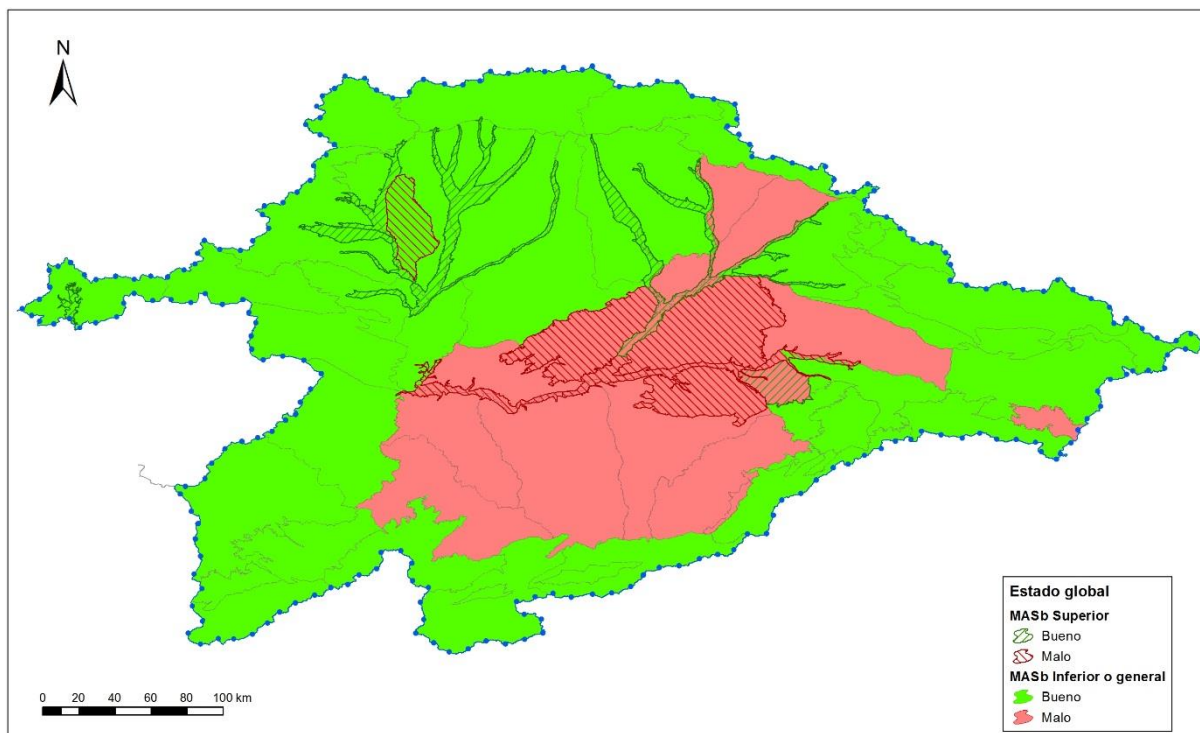 N
Estado global
MASb Superior
Bueno
Malo
MASb Inferior o general
Bueno
Malo
0 20 40 60 80 100 km